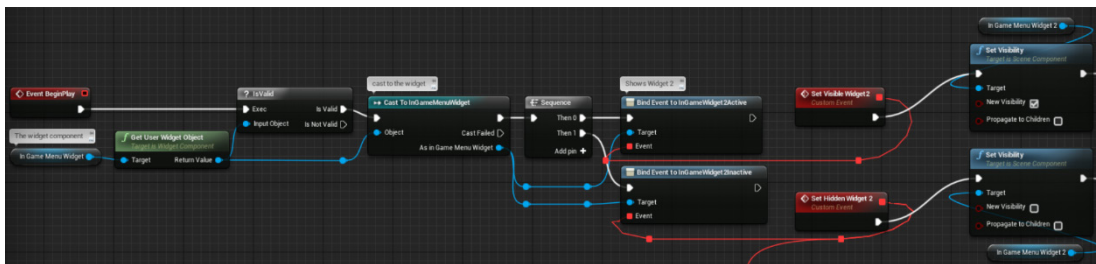 In Game Menu Widget 2
Set Visibility
Target is Scene Component
Target
New Visibility
Propagate to Children
cast to the widget
Shows Widget 2
Event BeginPlay
IsValid
Exec
Is Valid
Input Object
Is Not Valid
Cast To InGameMenuWidget
Object
Cast Failed
As in Game Menu Widget
Sequence
Then 0
Then 1
Add pin
Bind Event to InGameWidget2Active
Target
Event
Set Visible Widget2
Custom Event
The widget component
In Game Menu Widget
Get User Widget Object
Target is Widget Component
Target
Return Value
Bind Event to InGameWidget2Inactive
Target
Event
Set Hidden Widget 2
Custom Event
Set Visibility
Target is Scene Component
Target
New Visibility
Propagate to Children
In Game Menu Widget 2